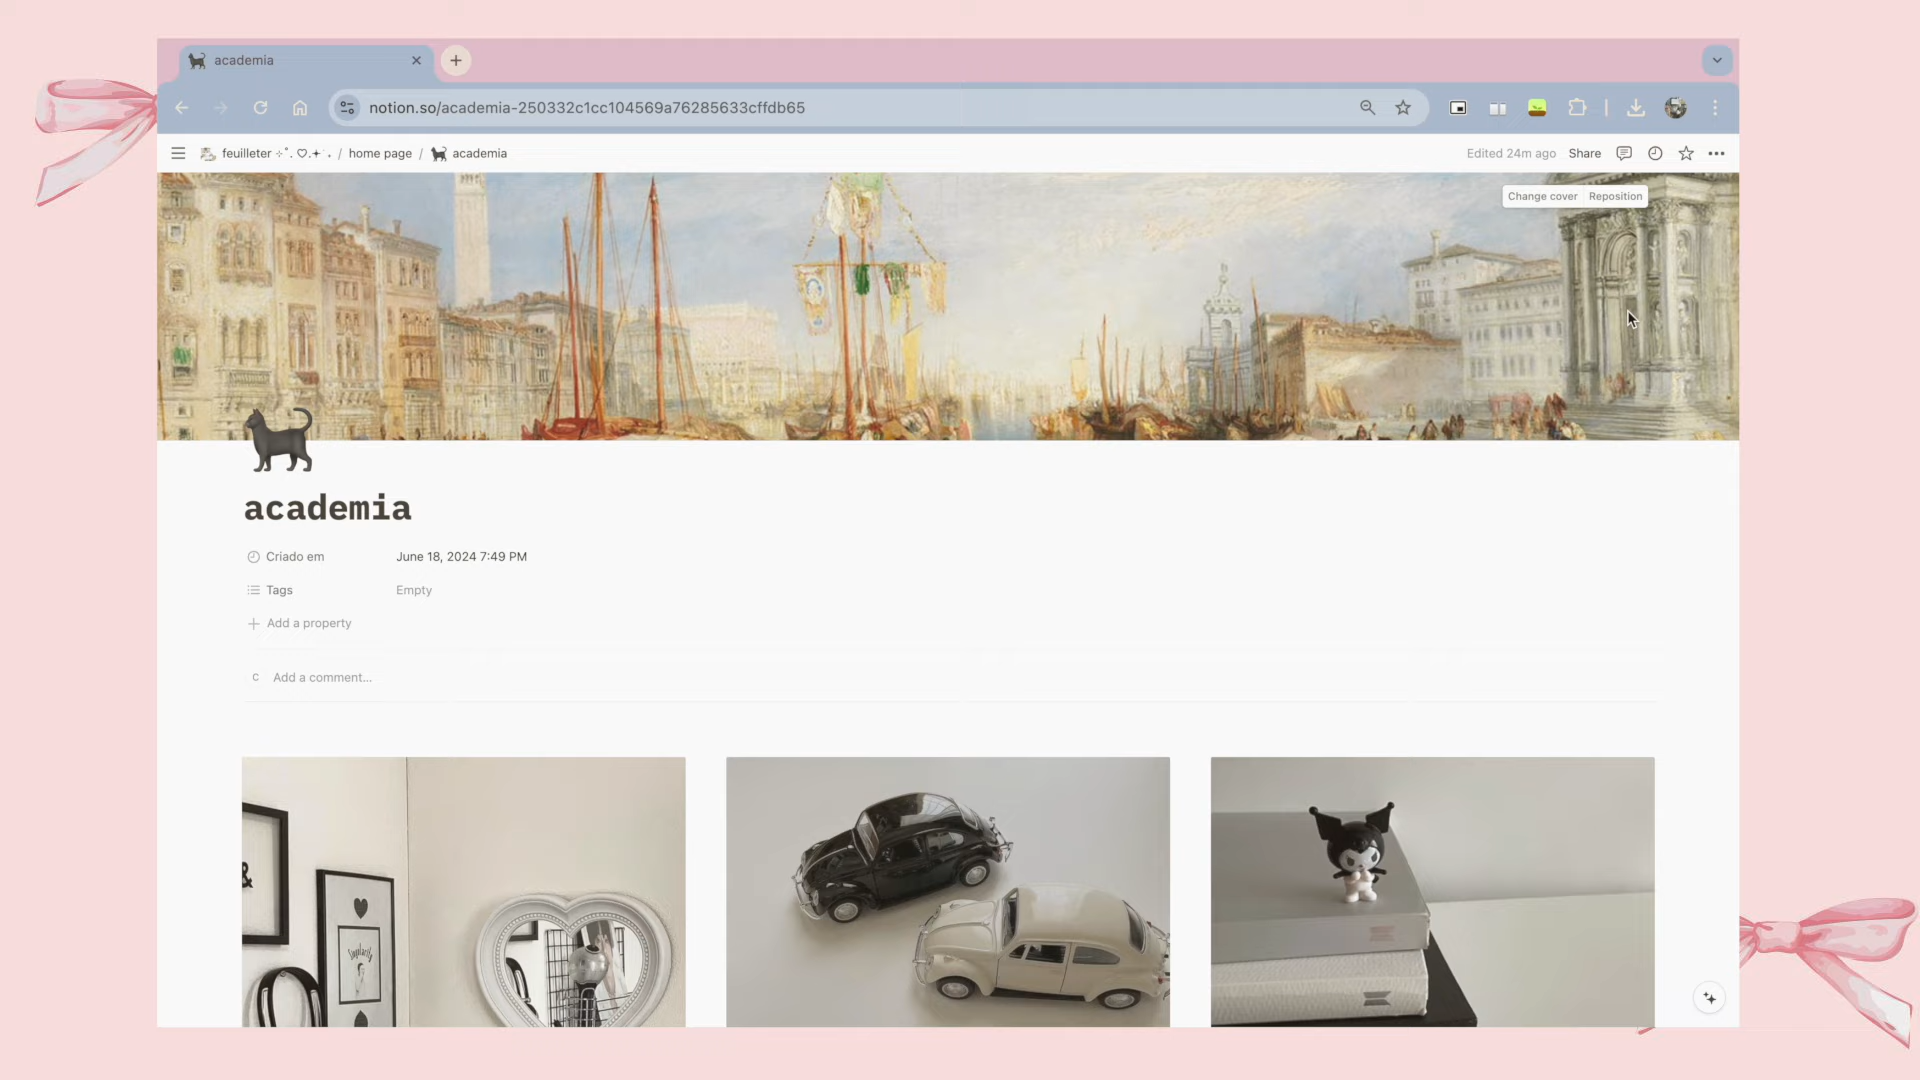 academia
notion.so/academia-250332c1cc104569a76285633cffdb65
feuilleter ⊹˚. ♡.✦ ˙ . / home page / academia
Edited 24m ago Share
Change cover Reposition
academia
Criado em June 18, 2024 7:49 PM
Tags Empty
Add a property
C Add a comment...
&
Singularity